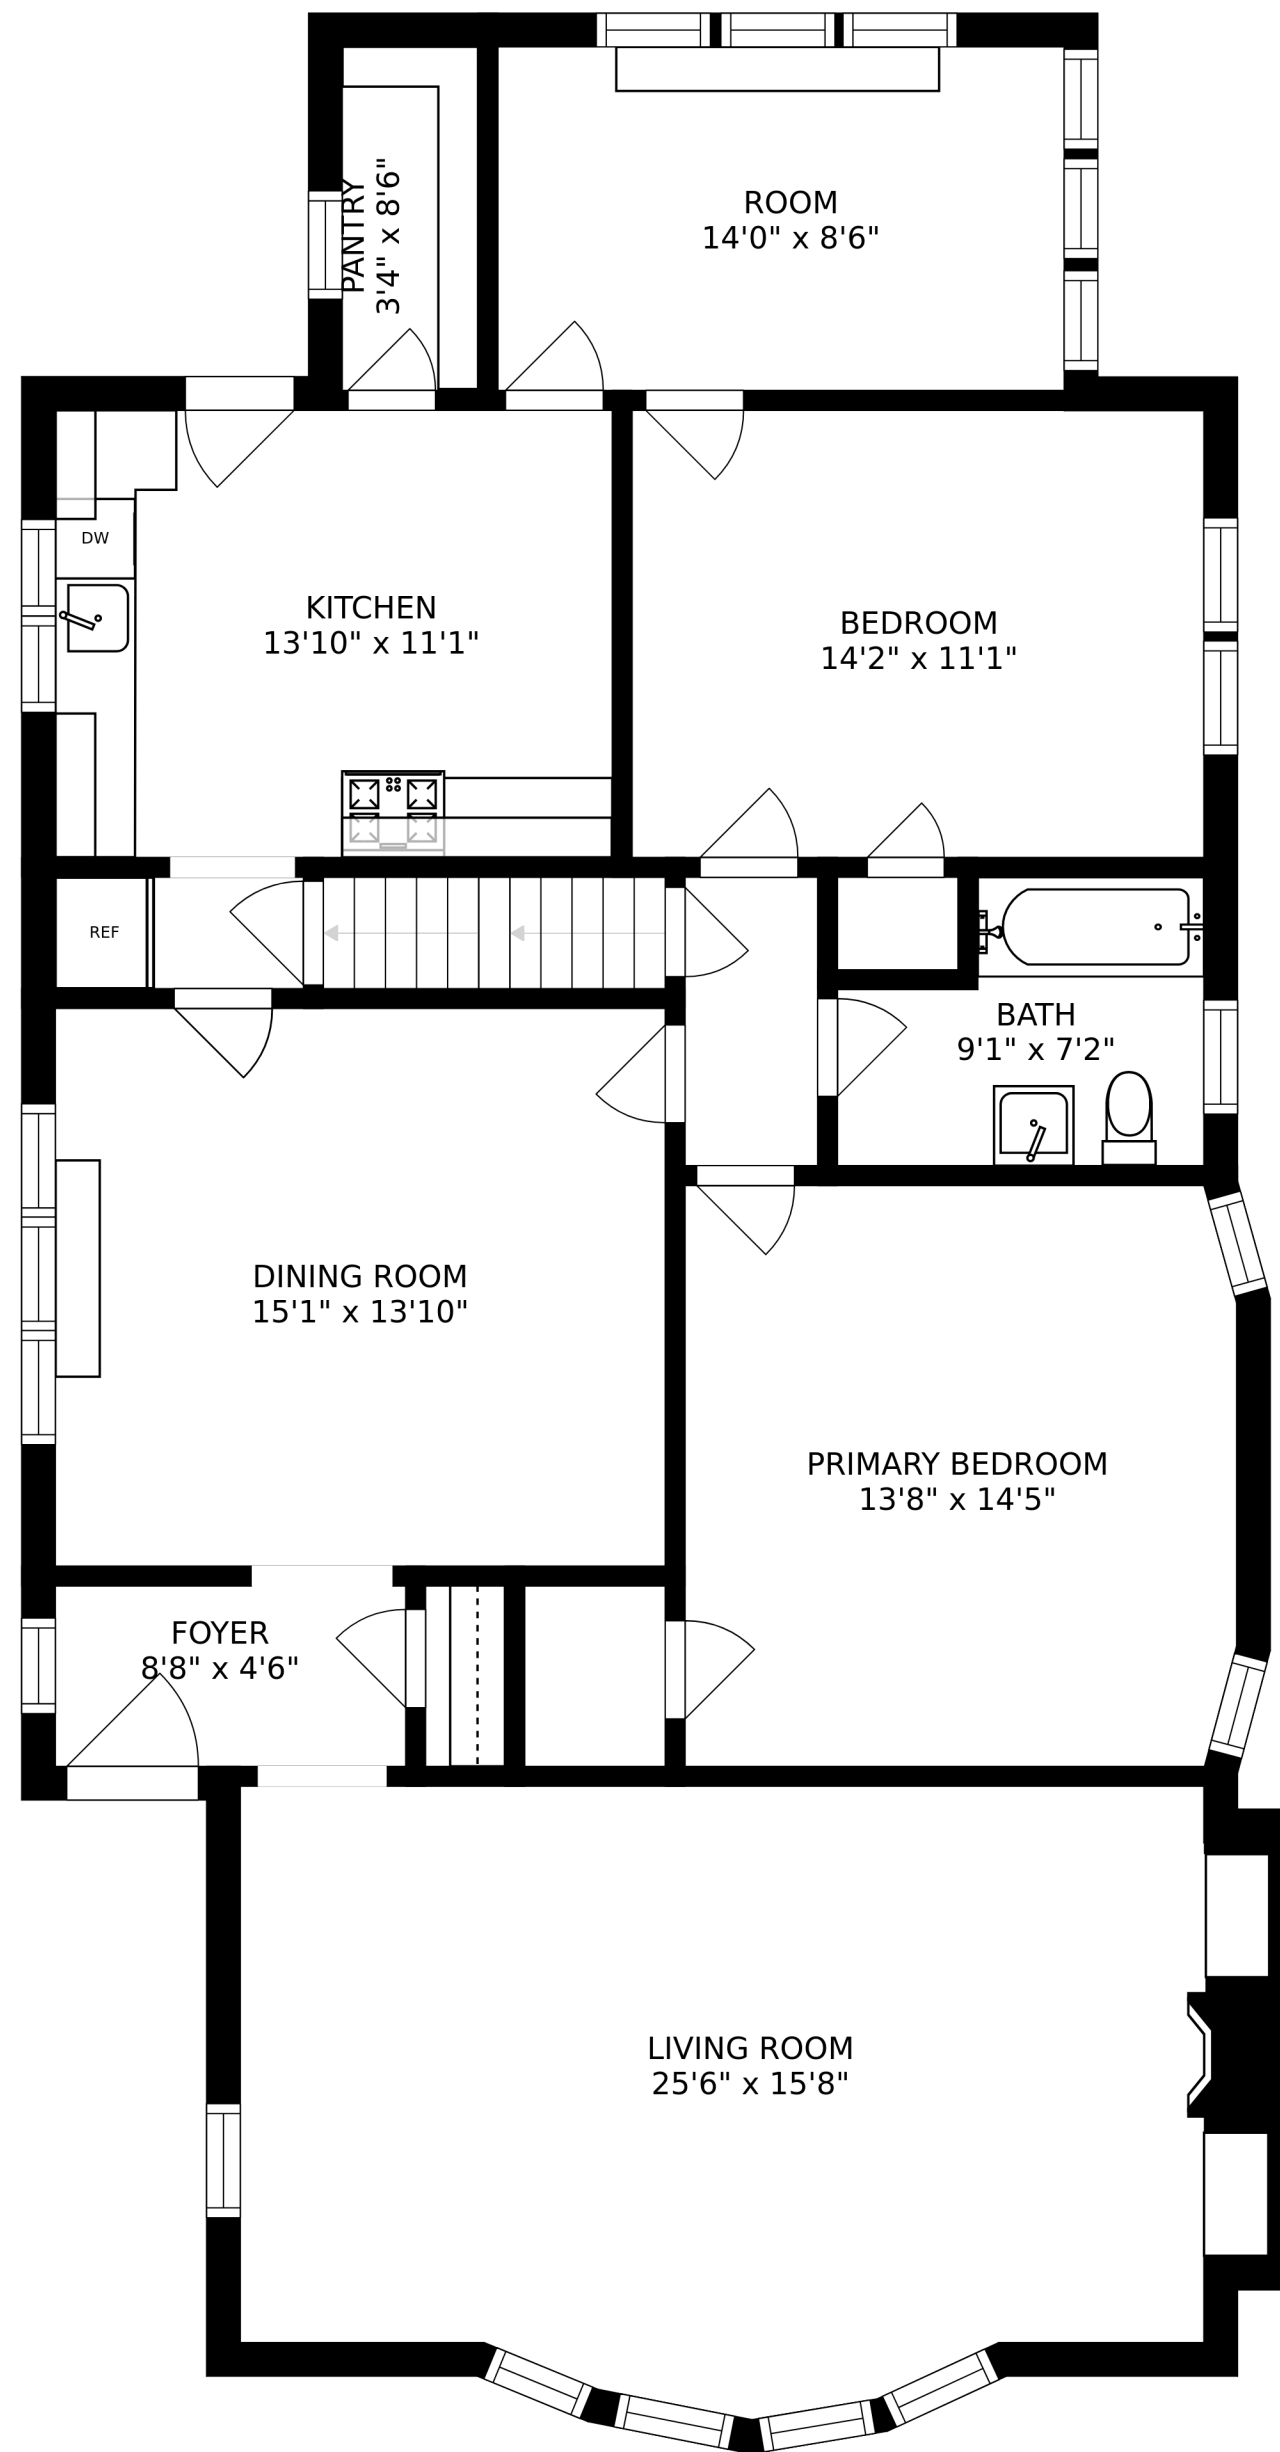 PANTRY
3'4" x 8'6"
ROOM
14'0" x 8'6"
DW
KITCHEN
13'10" x 11'1"
BEDROOM
14'2" x 11'1"
REF
BATH
9'1" x 7'2"
DINING ROOM
15'1" x 13'10"
PRIMARY BEDROOM
13'8" x 14'5"
FOYER
8'8" x 4'6"
LIVING ROOM
25'6" x 15'8"